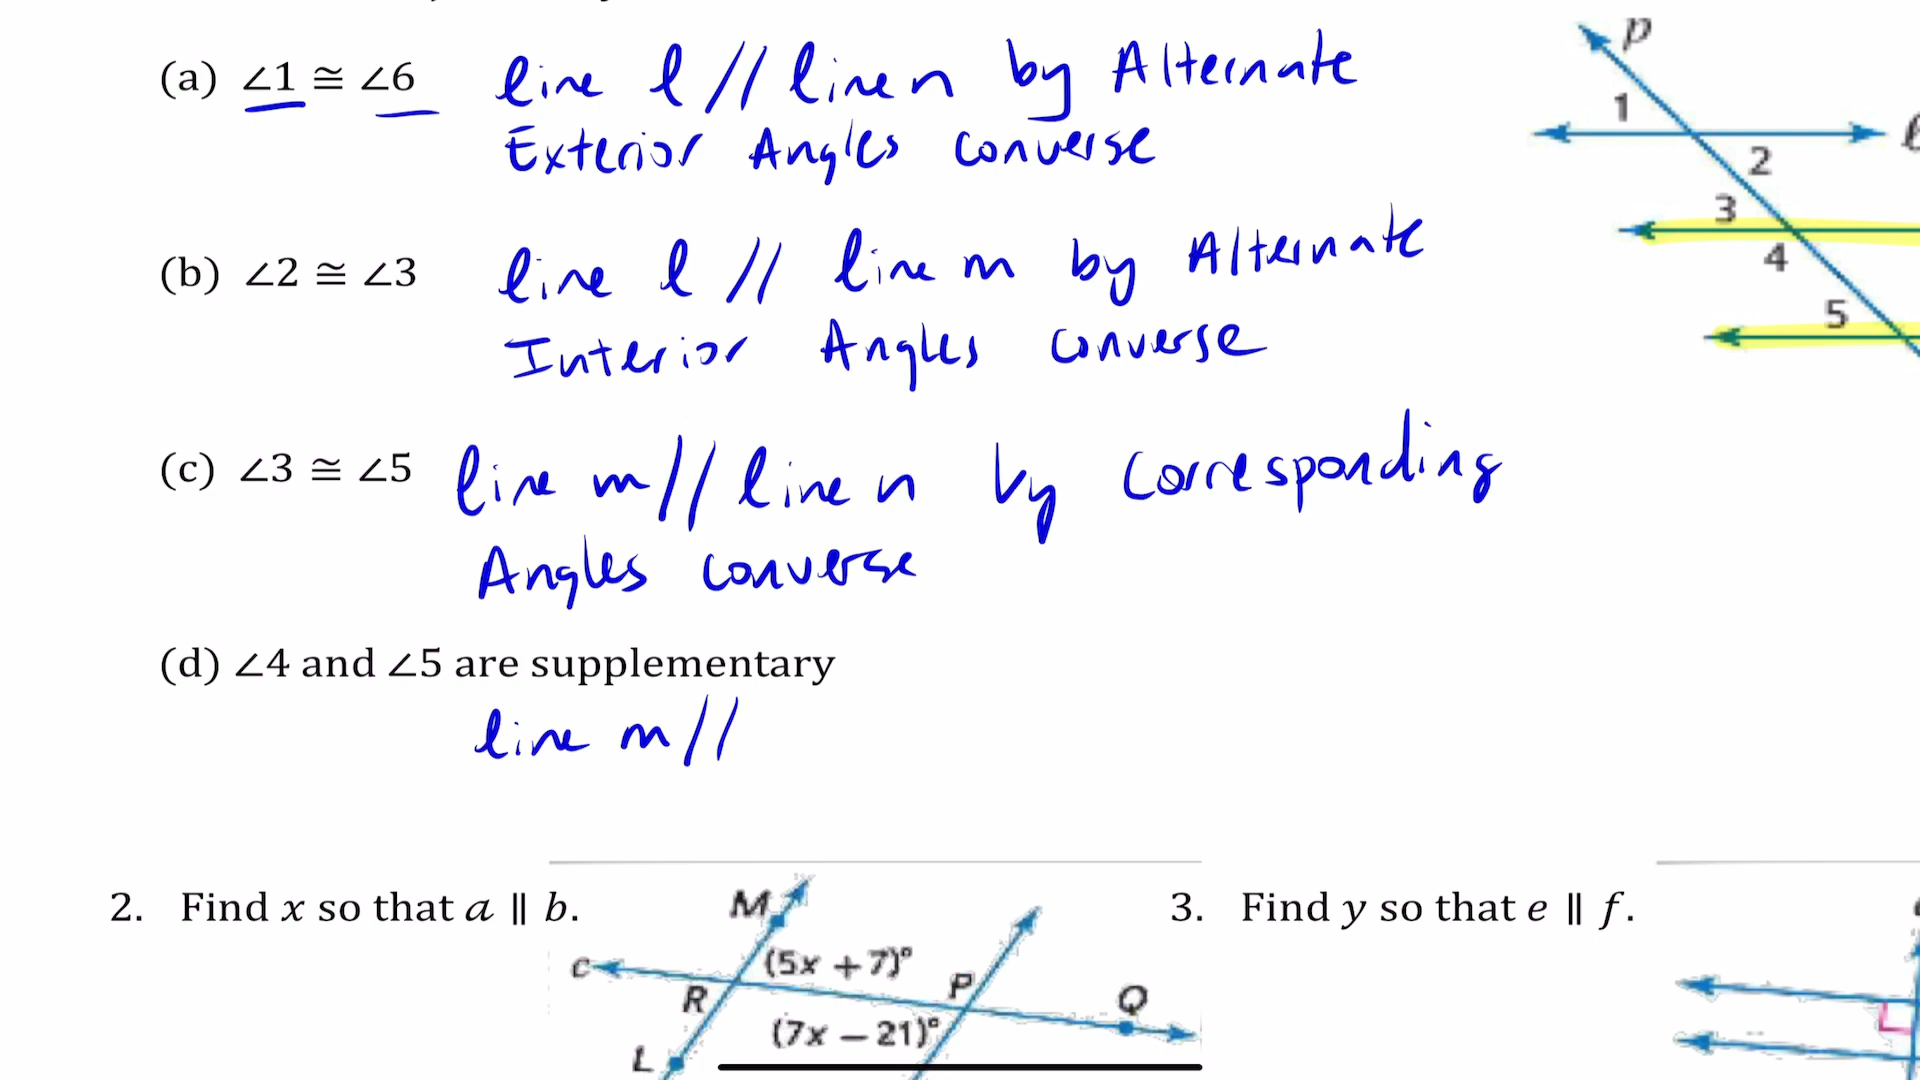 (a) ∠1 ≅ ∠6 line l // line n by Alternate
Exterior Angles converse
p
1
l
2
(b) ∠2 ≅ ∠3 line l // line m by Alternate
Interior Angles converse
3
4
5
(c) ∠3 ≅ ∠5 line m // line n by Corresponding
Angles converse
(d) ∠4 and ∠5 are supplementary
line m //
2. Find x so that a ∥ b.
M
(5x + 7)°
c
R
P
Q
(7x − 21)°
L
3. Find y so that e ∥ f.